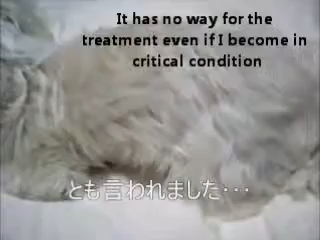 It has no way for the
treatment even if I become in
critical condition
とも言われました・・・